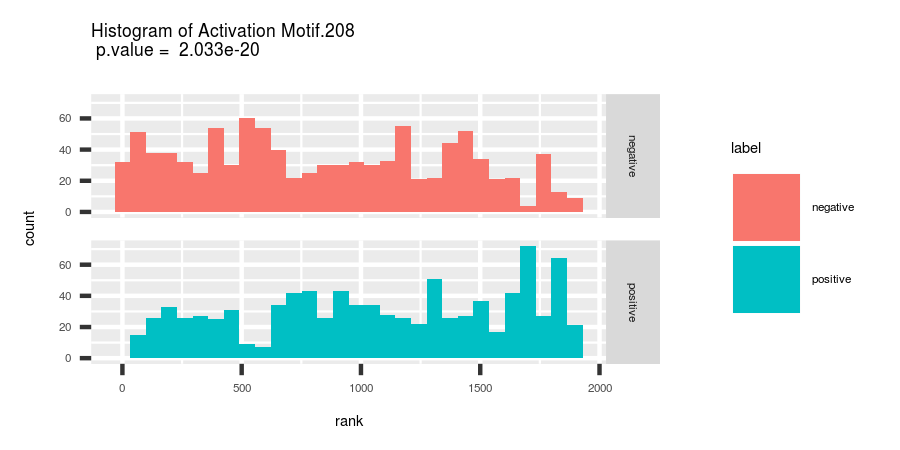 Histogram of Activation Motif.208
p.value = 2.033e-20
count
60
40
20
0
negative
60
40
20
0
positive
0 500 1000 1500 2000
rank
label
negative
positive